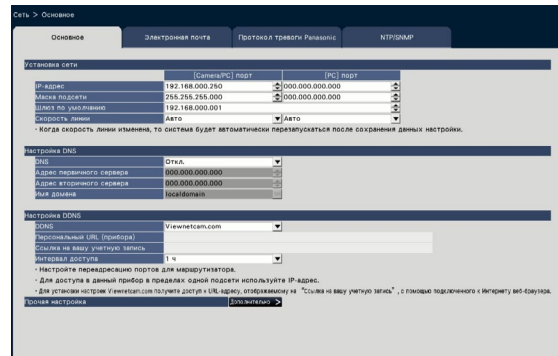 Сеть > Основное
Основное Электронная почта Протокол тревоги Panasonic NTP/SNMP
Установка сети
[Camera/PC] порт [PC] порт
IP-адрес 192.168.000.250 000.000.000.000
Маска подсети 255.255.255.000 000.000.000.000
Шлюз по умолчанию 192.168.000.001
Скорость линии Авто Авто
· Когда скорость линии изменена, то система будет автоматически перезапускаться после сохранения данных настройки.
Настройка DNS
DNS Откл.
Адрес первичного сервера 000.000.000.000
Адрес вторичного сервера 000.000.000.000
Имя домена localdomain
Настройка DDNS
DDNS Viewnetcam.com
Персональный URL (прибора)
Ссылка на вашу учетную запись
Интервал доступа 1 ч
· Настройте переадресацию портов для маршрутизатора.
· Для доступа в данный прибор в пределах одной подсети используйте IP-адрес.
· Для установки настроек Viewnetcam.com получите доступ к URL-адресу, отображаемому на "Ссылка на вашу учетную запись", с помощью подключенного к Интернету веб-браузера.
Прочая настройка Дополнительно >